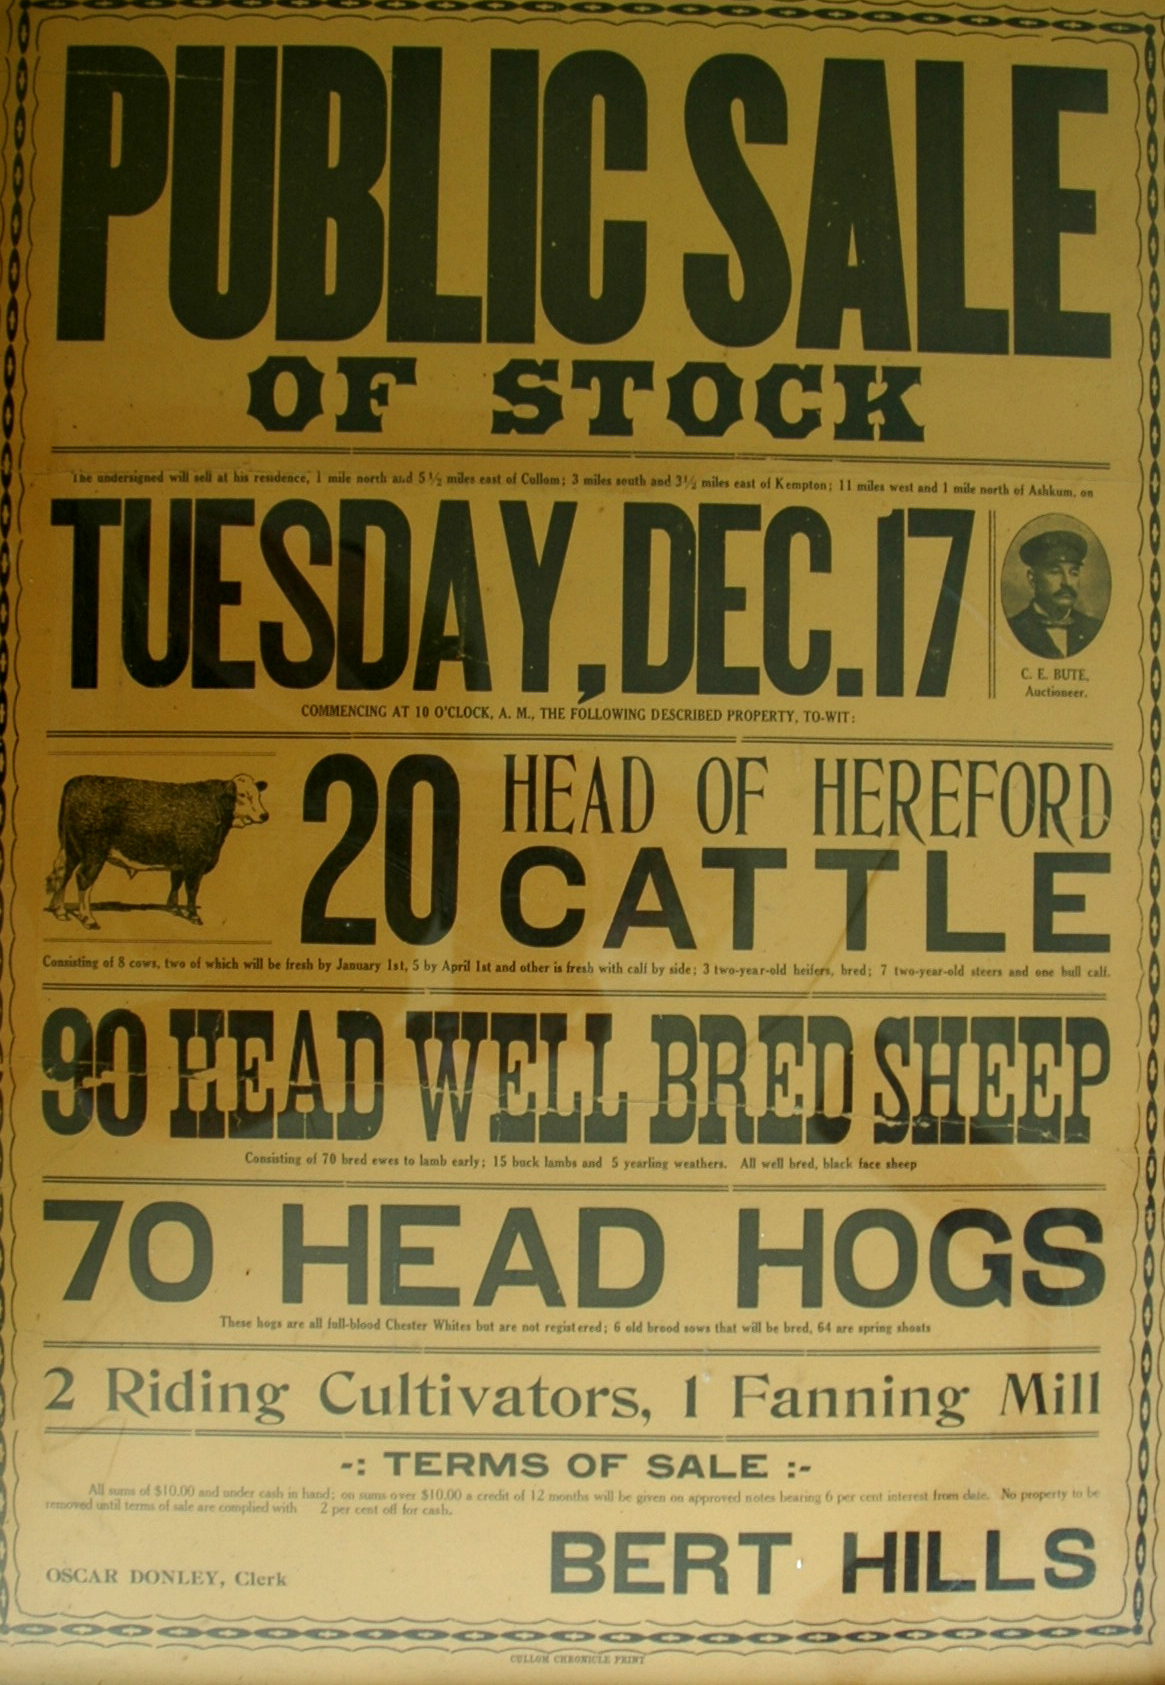 PUBLIC SALE
OF STOCK
The undersigned will sell at his residence, 1 mile north and 5 1/2 miles east of Cullom; 3 miles south and 3 1/2 miles east of Kempton; 11 miles west and 1 mile north of Ashkum, on
TUESDAY, DEC. 17
C. E. BUTE,
Auctioneer.
COMMENCING AT 10 O'CLOCK, A. M., THE FOLLOWING DESCRIBED PROPERTY, TO-WIT:
20 HEAD OF HEREFORD
CATTLE
Consisting of 8 cows, two of which will be fresh by January 1st, 5 by April 1st and other is fresh with calf by side; 3 two-year-old heifers, bred; 7 two-year-old steers and one bull calf.
90 HEAD WELL BRED SHEEP
Consisting of 70 bred ewes to lamb early; 15 buck lambs and 5 yearling weathers. All well bred, black face sheep
70 HEAD HOGS
These hogs are all full-blood Chester Whites but are not registered; 6 old brood sows that will be bred, 64 are spring shoats
2 Riding Cultivators, 1 Fanning Mill
-: TERMS OF SALE :-
All sums of $10.00 and under cash in hand; on sums over $10.00 a credit of 12 months will be given on approved notes bearing 6 per cent interest from date. No property to be
removed until terms of sale are complied with 2 per cent off for cash.
BERT HILLS
OSCAR DONLEY, Clerk
CULLOM CHRONICLE PRINT